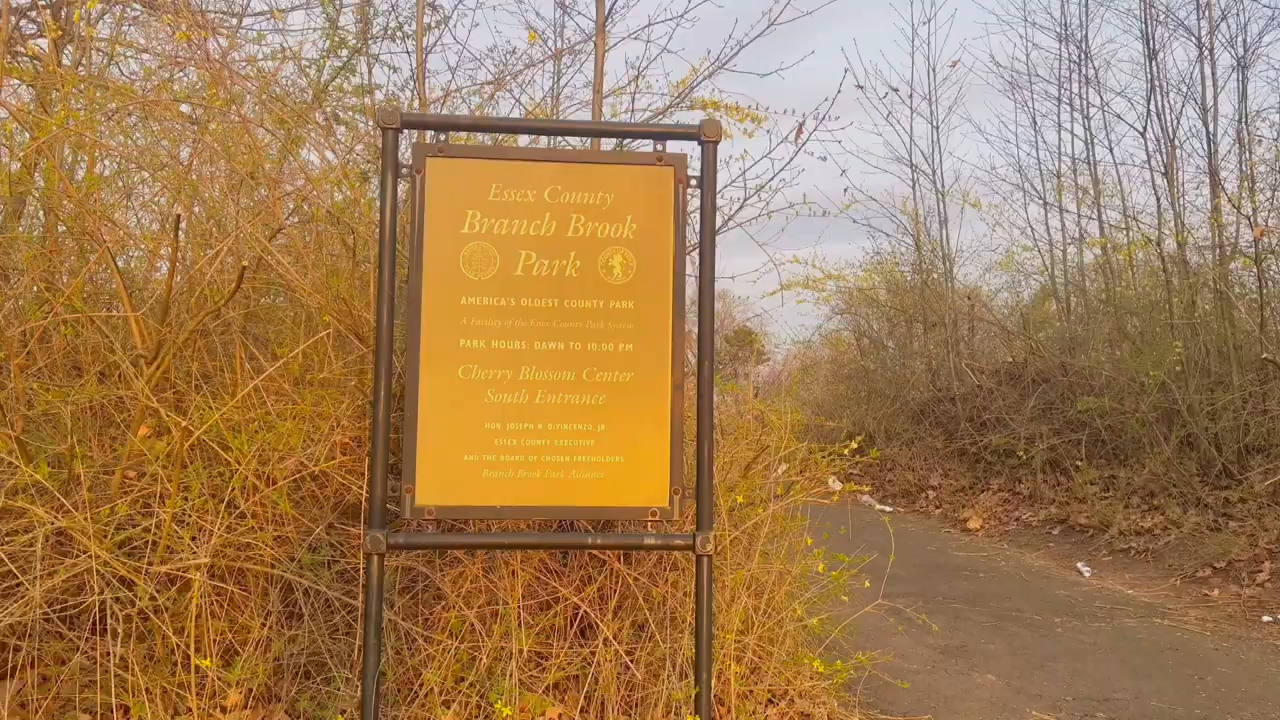 Essex County
Branch Brook
Park
AMERICA'S OLDEST COUNTY PARK
A Facility of the Essex County Park System
PARK HOURS: DAWN TO 10:00 PM
Cherry Blossom Center
South Entrance
HON. JOSEPH N. DIVINCENZO, JR.
ESSEX COUNTY EXECUTIVE
AND THE BOARD OF CHOSEN FREEHOLDERS
Branch Brook Park Alliance